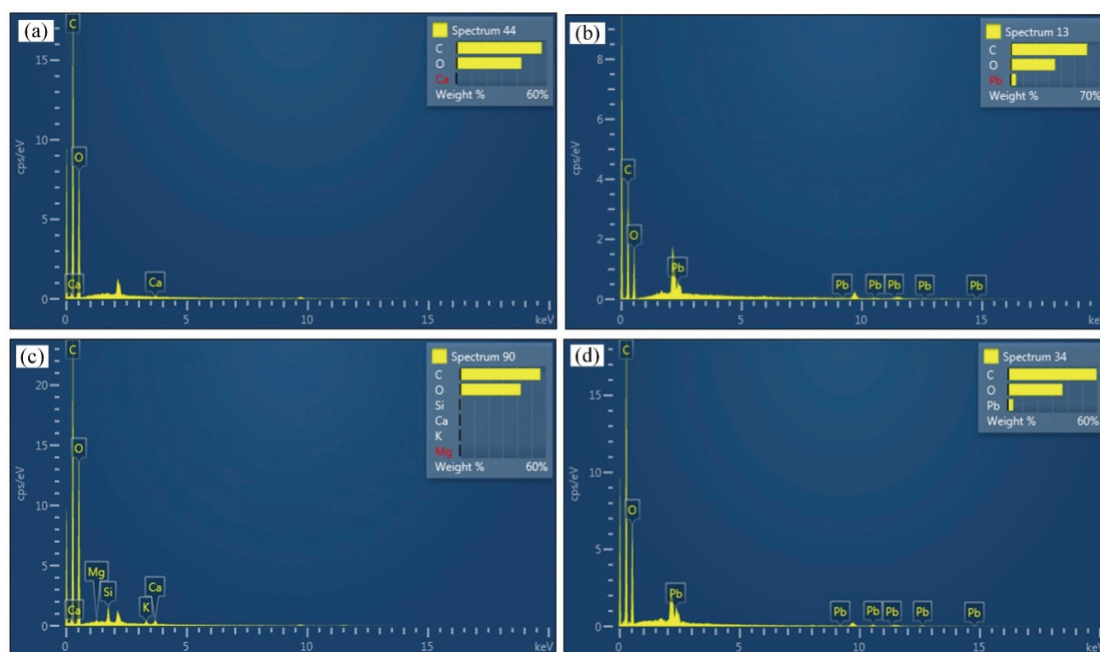 (a)
Spectrum 44
C
O
Ca
Weight % 60%
C
O
Ca
Ca
15
10
5
0
cps/eV
0 5 10 15 keV
(b)
Spectrum 13
C
O
Pb
Weight % 70%
C
O
Pb
Pb Pb Pb Pb Pb
8
6
4
2
0
cps/eV
0 5 10 15 keV
(c)
Spectrum 90
C
O
Si
Ca
K
Mg
Weight % 60%
C
O
Mg
Si
Ca
K
Ca
20
15
10
5
0
cps/eV
0 5 10 15 keV
(d)
Spectrum 34
C
O
Pb
Weight % 60%
C
O
Pb
Pb Pb Pb Pb Pb
15
10
5
0
cps/eV
0 5 10 15 keV